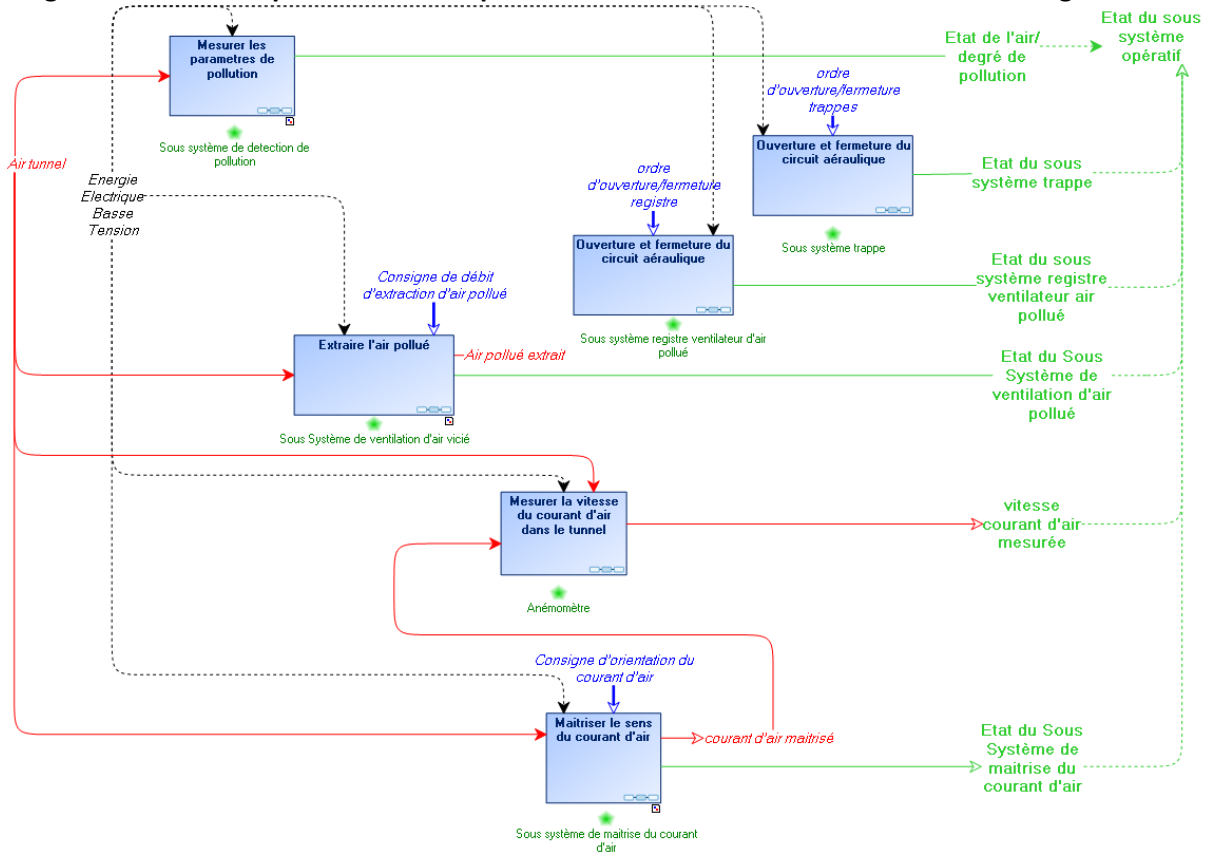 Etat du sous
système
opératif
Etat de l'air/
degré de
pollution
Mesurer les
parametres de
pollution
Sous système de detection de
pollution
ordre
d'ouverture/fermeture
trappes
Ouverture et fermeture du
circuit aéraulique
Sous système trappe
Etat du sous
système trappe
Air tunnel
Energie
Electrique
Basse
Tension
ordre
d'ouverture/fermeture
registre
Ouverture et fermeture du
circuit aéraulique
Sous système registre ventilateur d'air
pollué
Etat du sous
système registre
ventilateur air
pollué
Consigne de débit
d'extraction d'air pollué
Extraire l'air pollué
Air pollué extrait
Sous Système de ventilation d'air vicié
Etat du Sous
Système de
ventilation d'air
pollué
Mesurer la vitesse
du courant d'air
dans le tunnel
Anémomètre
vitesse
courant d'air
mesurée
Consigne d'orientation du
courant d'air
Maitriser le sens
du courant d'air
courant d'air maitrisé
Sous système de maitrise du courant
d'air
Etat du Sous
Système de
maitrise du
courant d'air